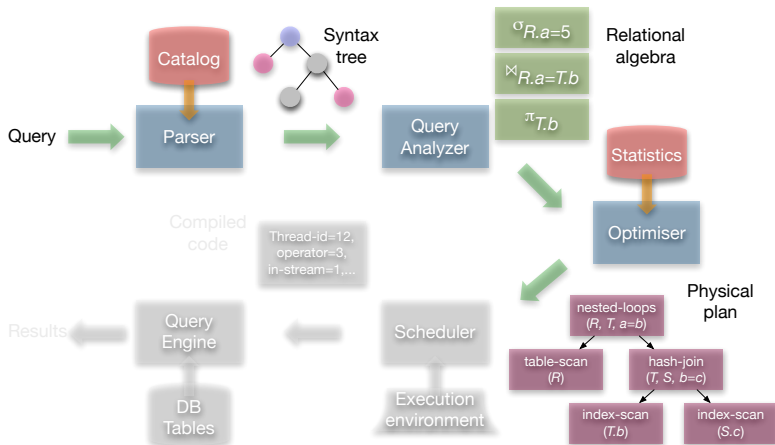 Catalog
Syntax
tree
σR.a=5
Relational
algebra
⋈R.a=T.b
πT.b
Query
Parser
Query
Analyzer
Statistics
Optimiser
Compiled
code
Thread-id=12,
operator=3,
in-stream=1,...
Physical
plan
nested-loops
(R, T, a=b)
Results
Query
Engine
Scheduler
table-scan
(R)
hash-join
(T, S, b=c)
DB
Tables
Execution
environment
index-scan
(T.b)
index-scan
(S.c)